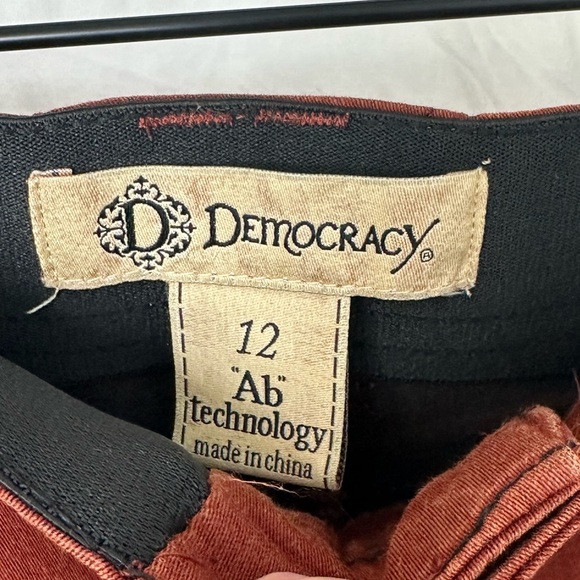 D DEMOCRACY®
12
"Ab"
technology
made in china